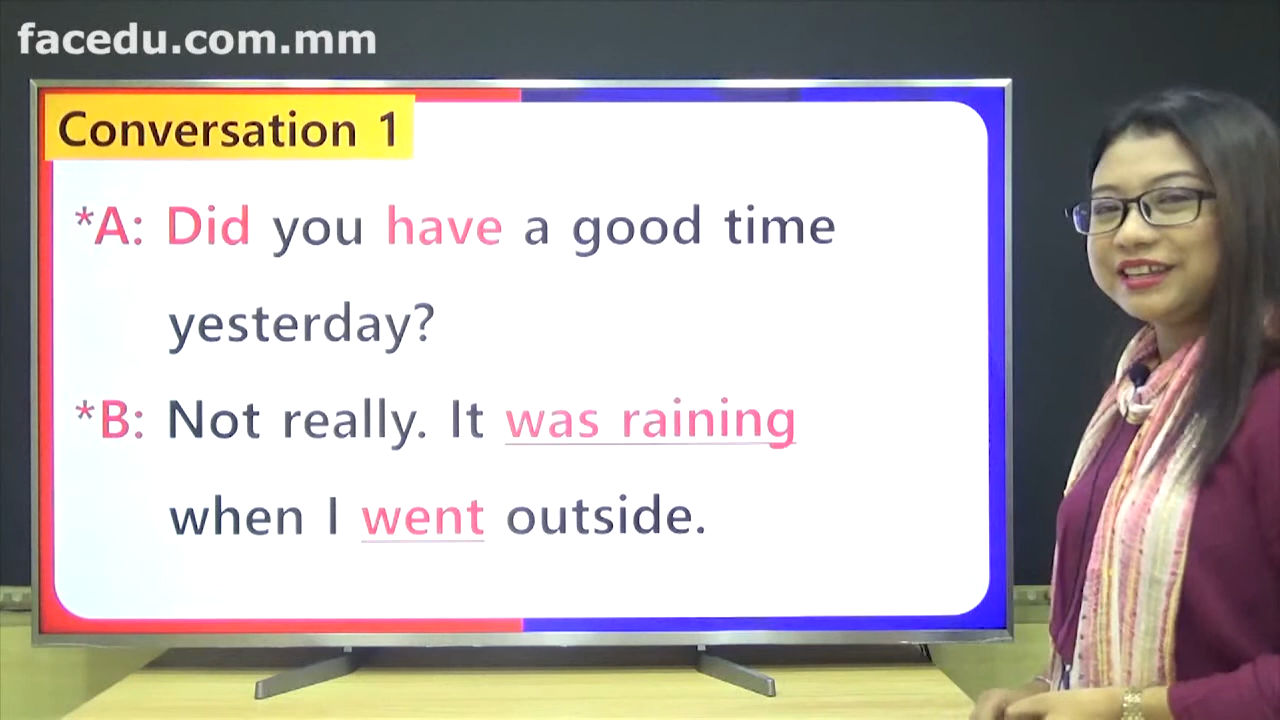 facedu.com.mm
Conversation 1
*A: Did you have a good time
yesterday?
*B: Not really. It was raining
when I went outside.